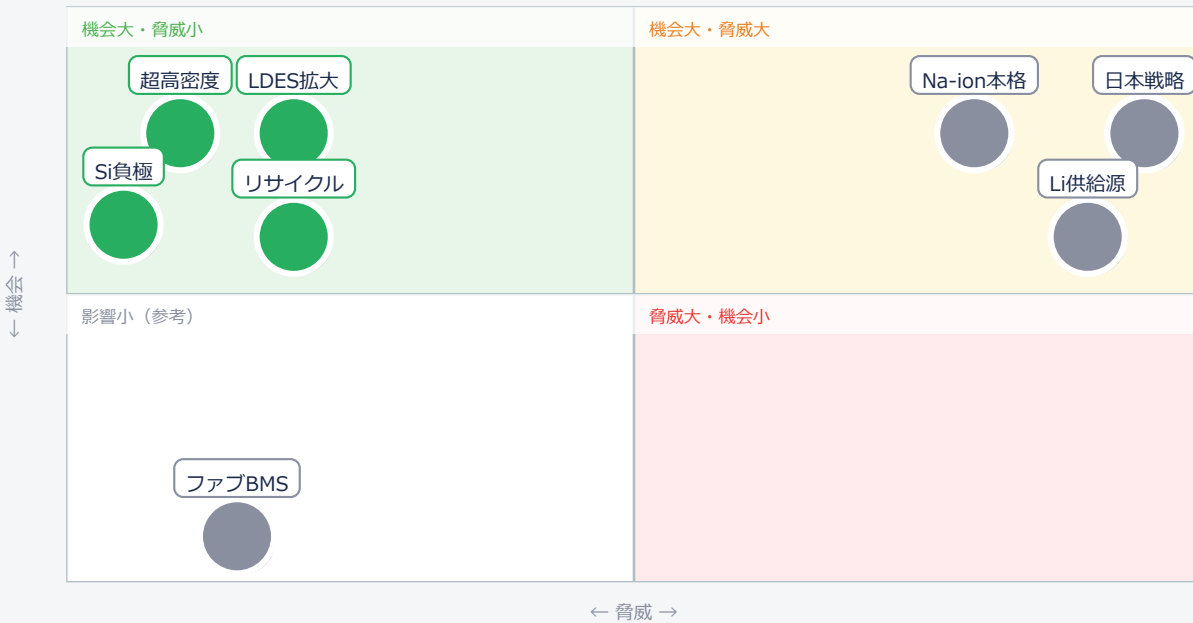 機会大・脅威小
機会大・脅威大
超高密度
LDES拡大
Na-ion本格
日本戦略
Si負極
リサイクル
Li供給源
← 機会 →
影響小（参考）
脅威大・機会小
ファブBMS
← 脅威 →